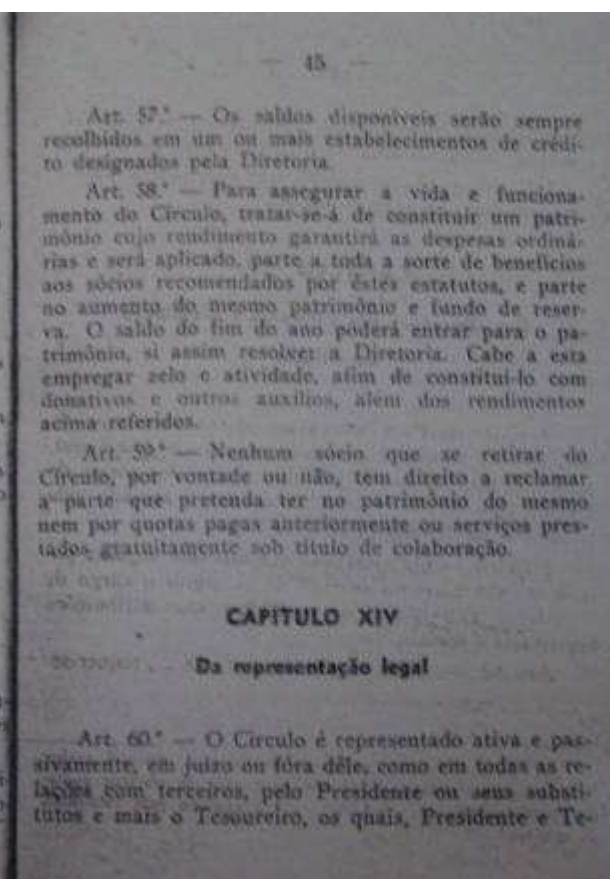 — 45 —
Art. 57.° — Os saldos disponíveis serão sempre
recolhidos em um ou mais estabelecimentos de crédi-
to designados pela Diretoria.
Art. 58.° — Para assegurar a vida e funciona-
mento do Círculo, tratar-se-á de constituir um patri-
mônio cujo rendimento garantirá as despesas ordiná-
rias e será aplicado, parte a toda a sorte de benefícios
aos sócios recomendados por êstes estatutos, e parte
no aumento do mesmo patrimônio e fundo de reser-
va. O saldo do fim do ano poderá entrar para o pa-
trimônio, si assim resolver a Diretoria. Cabe a esta
empregar zelo e atividade, afim de constituí-lo com
donativos e outros auxílios, além dos rendimentos
acima referidos.
Art. 59.° — Nenhum sócio que se retirar do
Círculo, por vontade ou não, tem direito a reclamar
a parte que pretenda ter no patrimônio do mesmo
nem por quotas pagas anteriormente ou serviços pres-
tados gratuitamente sob título de colaboração.
CAPITULO XIV
Da representação legal
Art. 60.° — O Círculo é representado ativa e pas-
sivamente, em juízo ou fóra dêle, como em todas as re-
lações com terceiros, pelo Presidente ou seus substi-
tutos e mais o Tesoureiro, os quais, Presidente e Te-